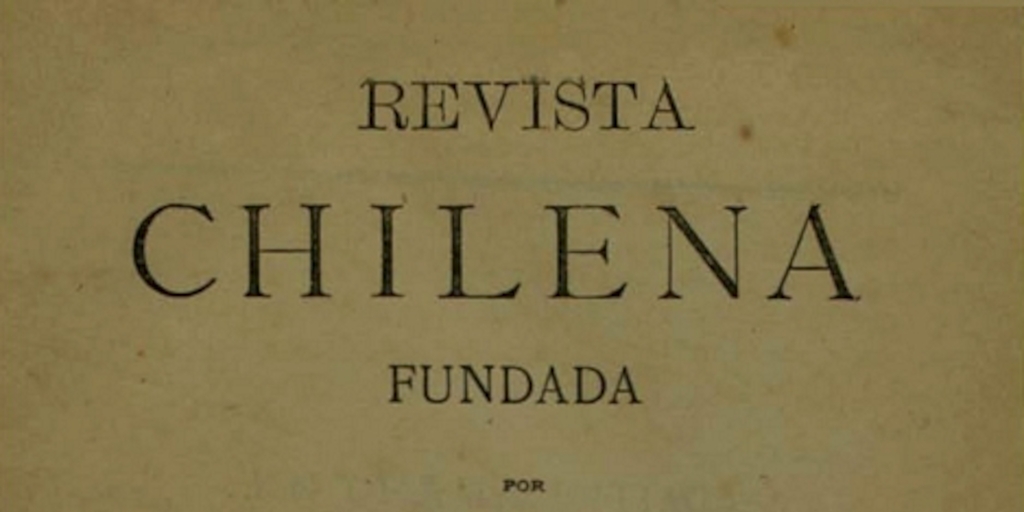 REVISTA
CHILENA
FUNDADA
POR